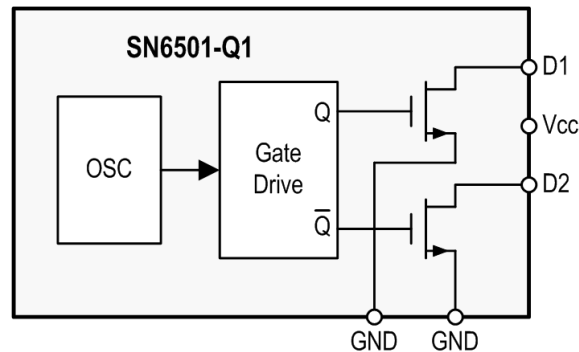 SN6501-Q1
D1
Vcc
D2
OSC
Gate
Drive
Q
Q̅
GND
GND